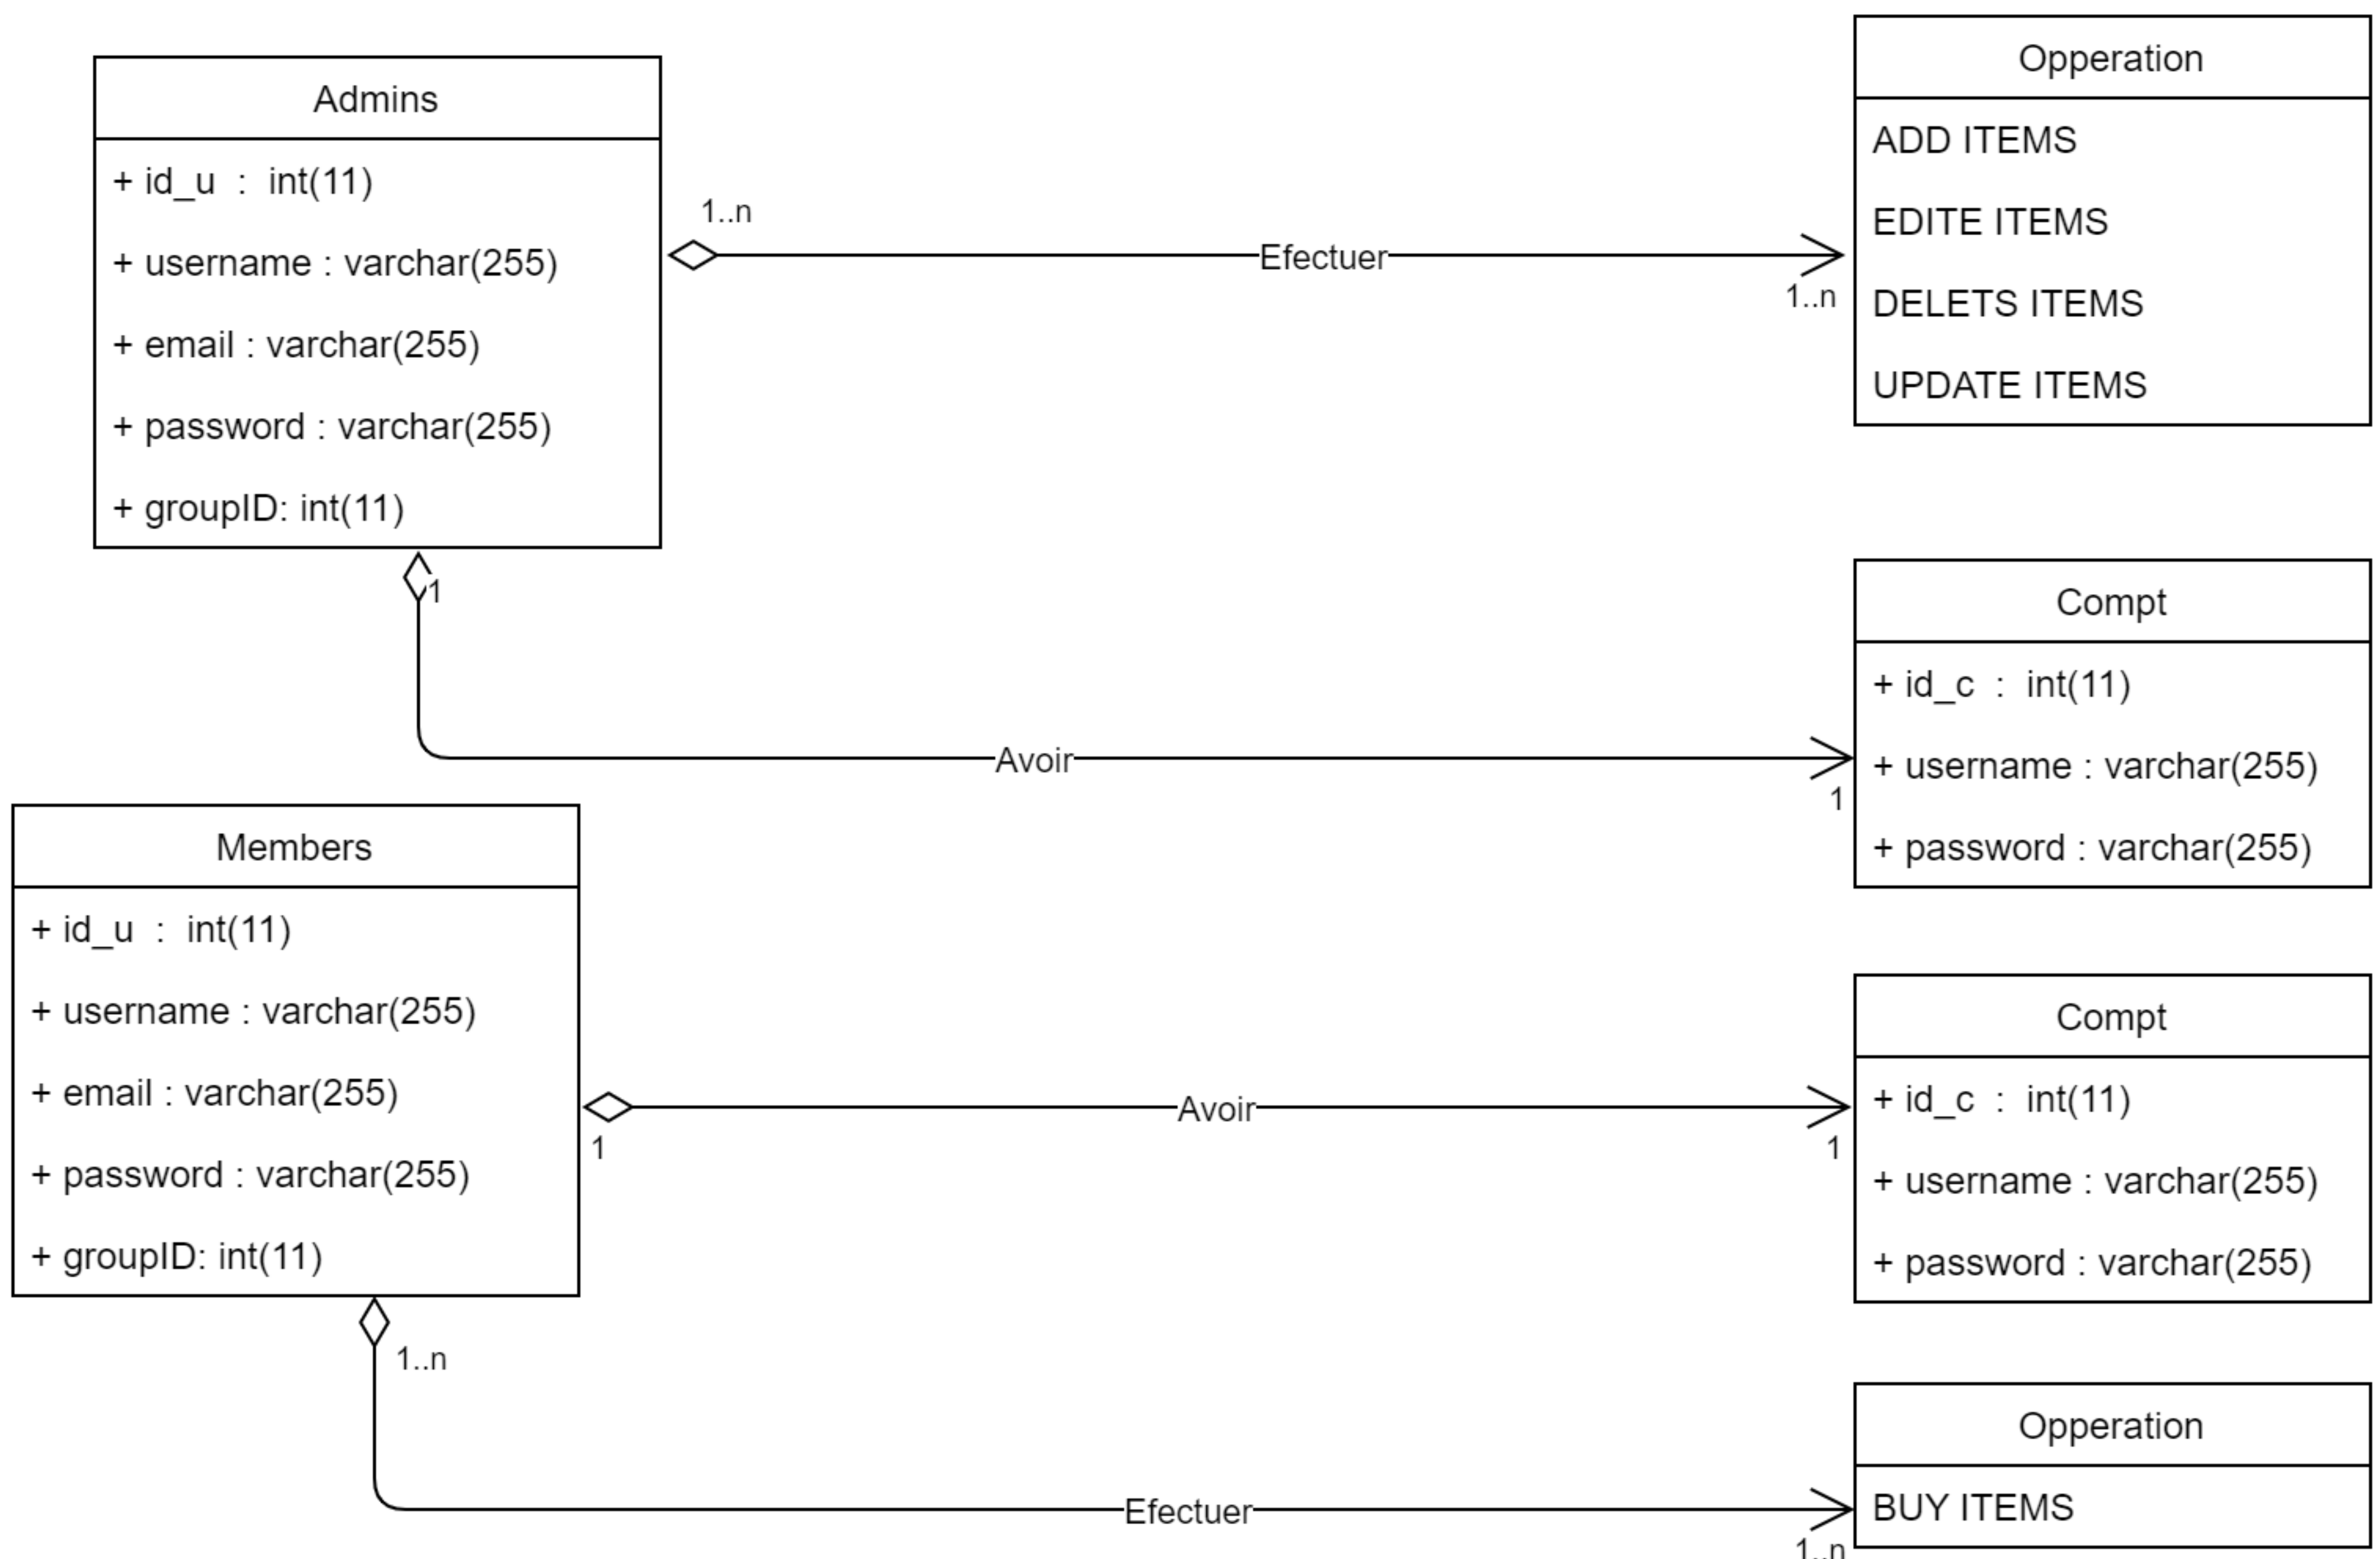 Admins
+ id_u : int(11)
+ username : varchar(255)
+ email : varchar(255)
+ password : varchar(255)
+ groupID: int(11)
1..n
Efectuer
1..n
Opperation
ADD ITEMS
EDITE ITEMS
DELETS ITEMS
UPDATE ITEMS
1
Avoir
1
Compt
+ id_c : int(11)
+ username : varchar(255)
+ password : varchar(255)
Members
+ id_u : int(11)
+ username : varchar(255)
+ email : varchar(255)
+ password : varchar(255)
+ groupID: int(11)
1
Avoir
1
Compt
+ id_c : int(11)
+ username : varchar(255)
+ password : varchar(255)
1..n
Efectuer
1..n
Opperation
BUY ITEMS